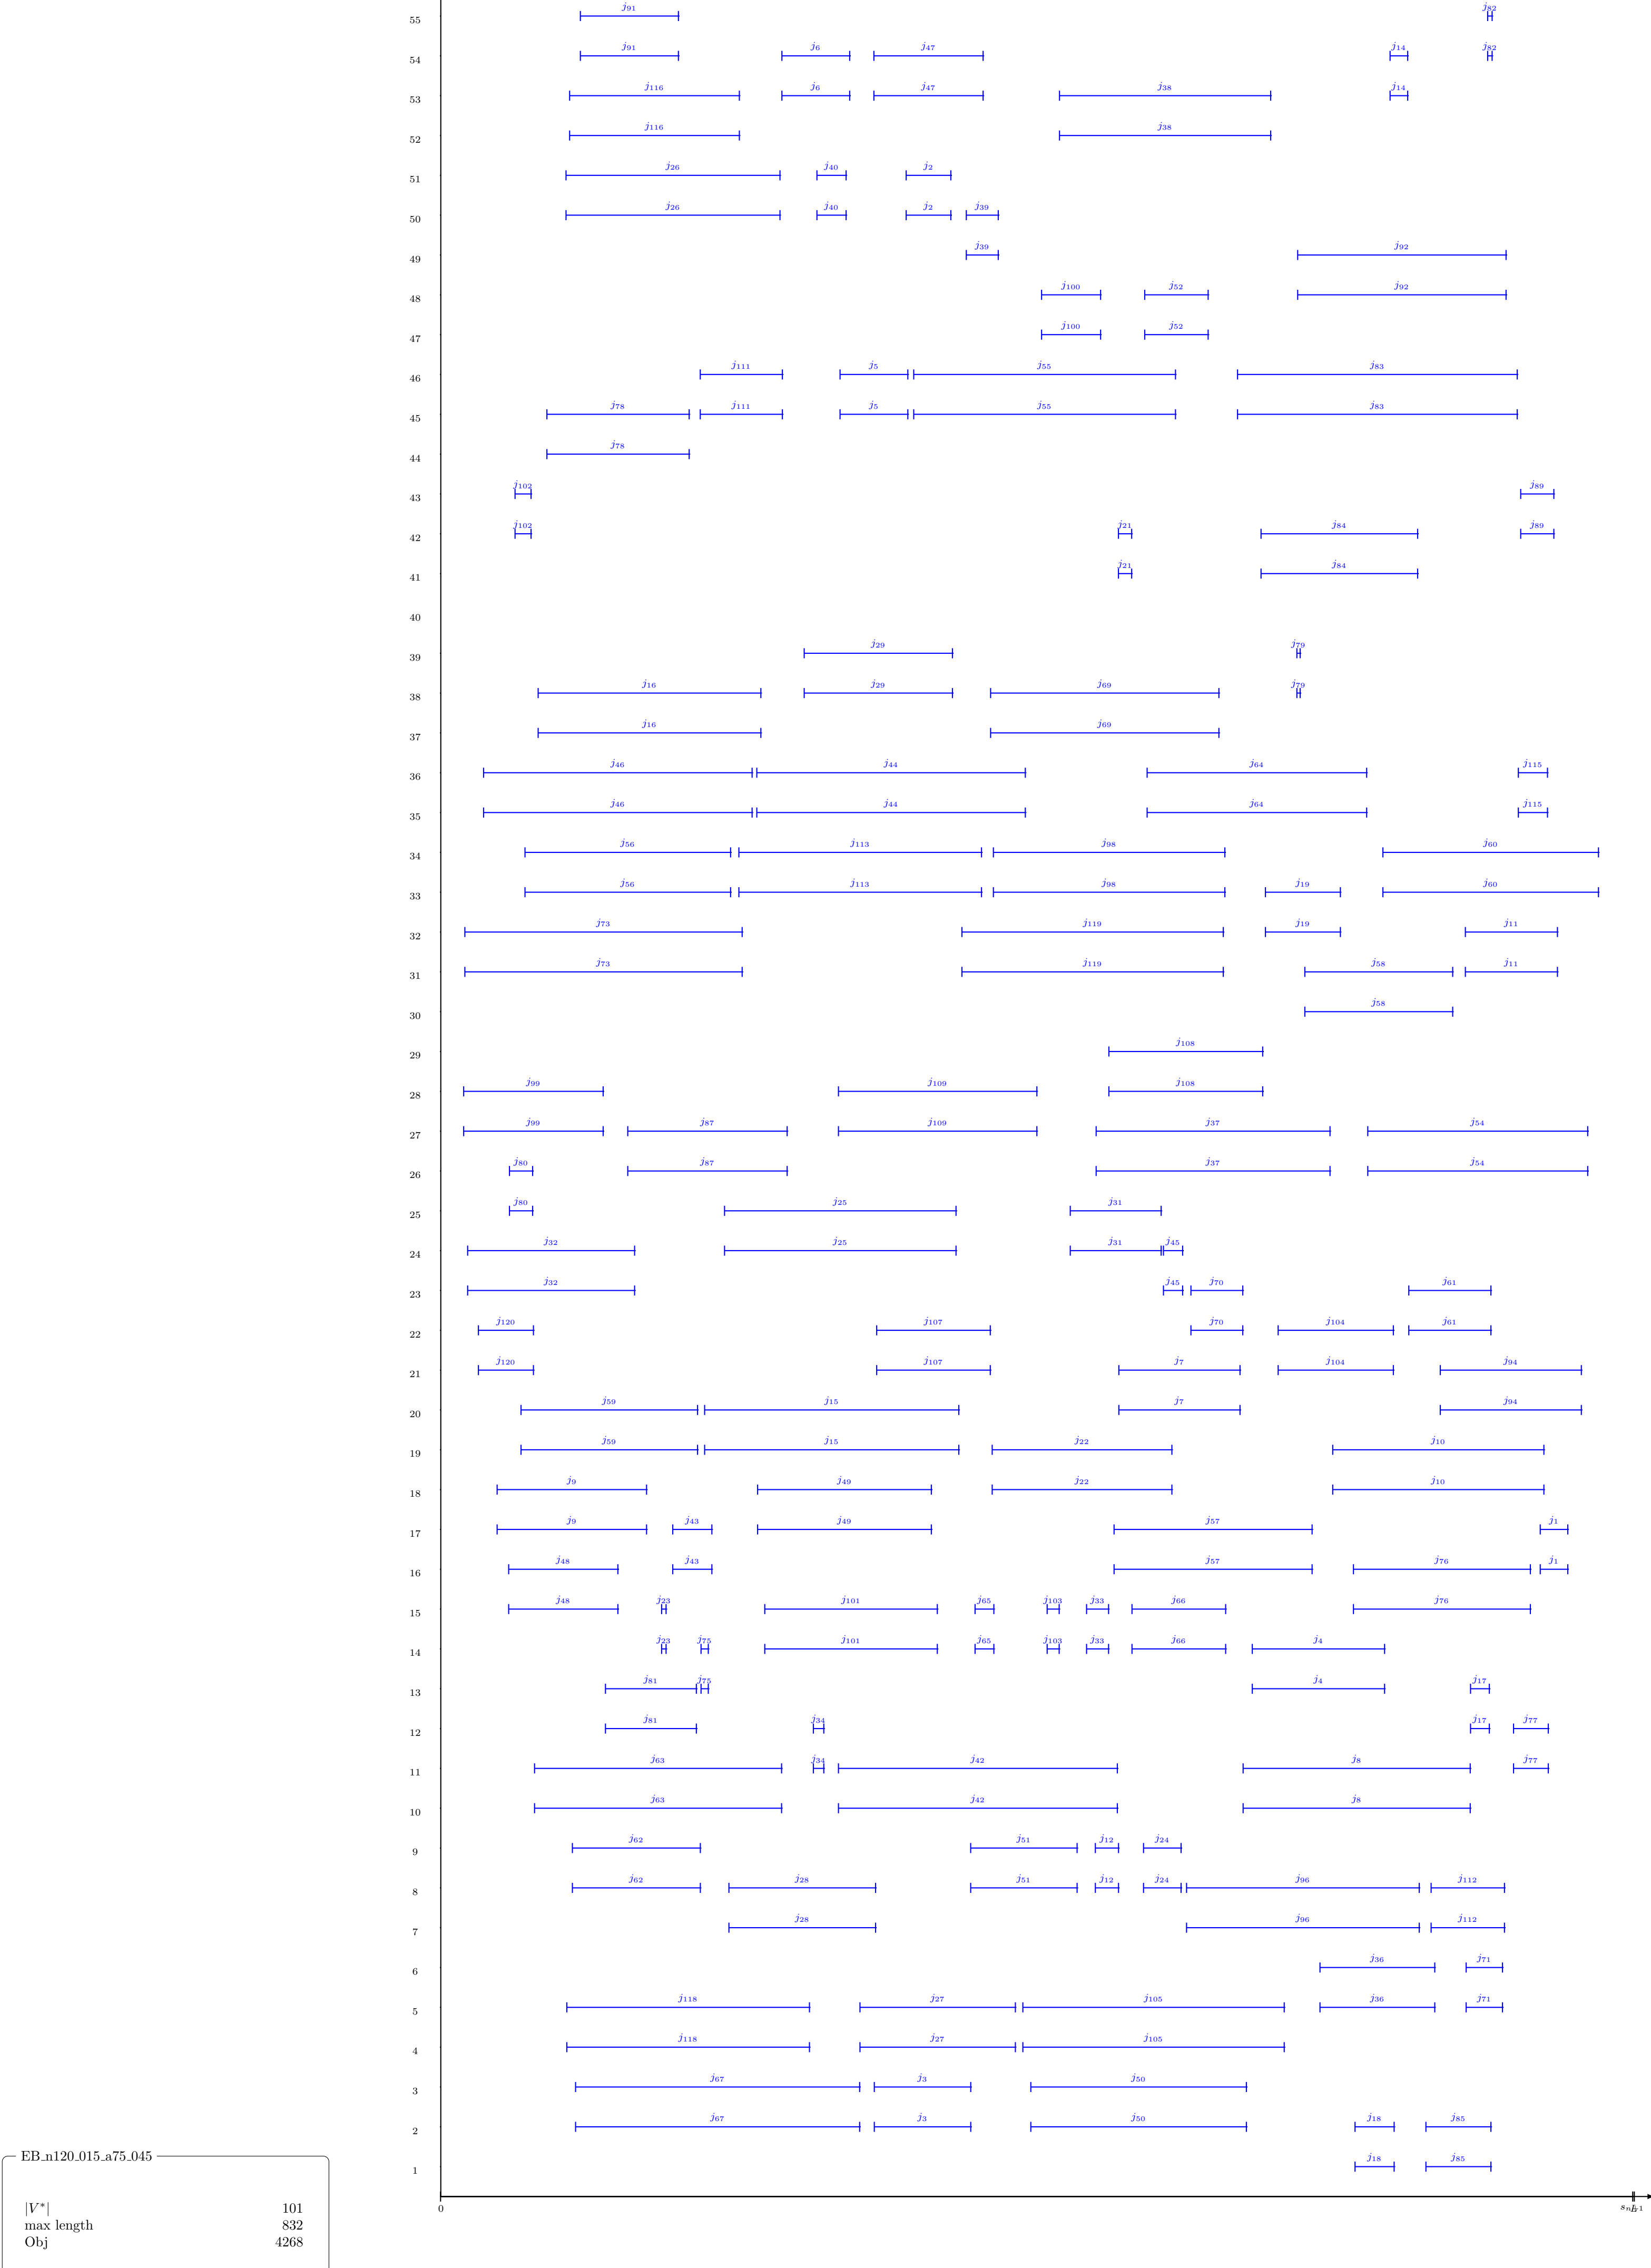 j91 j82
55
j91 j6 j47 j14 j82
54
j116 j6 j47 j38 j14
53
j116 j38
52
j26 j40 j2
51
j26 j40 j2 j39
50
j39 j92
49
j100 j52 j92
48
j100 j52
47
j111 j5 j55 j83
46
j78 j111 j5 j55 j83
45
j78
44
j102 j89
43
j102 j21 j84 j89
42
j21 j84
41
40
j29 j79
39
j16 j29 j69 j79
38
j16 j69
37
j46 j44 j64 j115
36
j46 j44 j64 j115
35
j56 j113 j98 j60
34
j56 j113 j98 j19 j60
33
j73 j119 j19 j11
32
j73 j119 j58 j11
31
j58
30
j108
29
j99 j109 j108
28
j99 j87 j109 j37 j54
27
j80 j87 j37 j54
26
j80 j25 j31
25
j32 j25 j31 j45
24
j32 j45 j70 j61
23
j120 j107 j70 j104 j61
22
j120 j107 j7 j104 j94
21
j59 j15 j7 j94
20
j59 j15 j22 j10
19
j9 j49 j22 j10
18
j9 j43 j49 j57 j1
17
j48 j43 j57 j76 j1
16
j48 j23 j101 j65 j103 j33 j66 j76
15
j23 j75 j101 j65 j103 j33 j66 j4
14
j81 j75 j4 j17
13
j81 j34 j17 j77
12
j63 j34 j42 j8 j77
11
j63 j42 j8
10
j62 j51 j12 j24
9
j62 j28 j51 j12 j24 j96 j112
8
j28 j96 j112
7
j36 j71
6
j118 j27 j105 j36 j71
5
j118 j27 j105
4
j67 j3 j50
3
j67 j3 j50 j18 j85
2
j18 j85
1
0
EB_n120_015_a75_045
|V*| 101
max length 832
Obj 4268